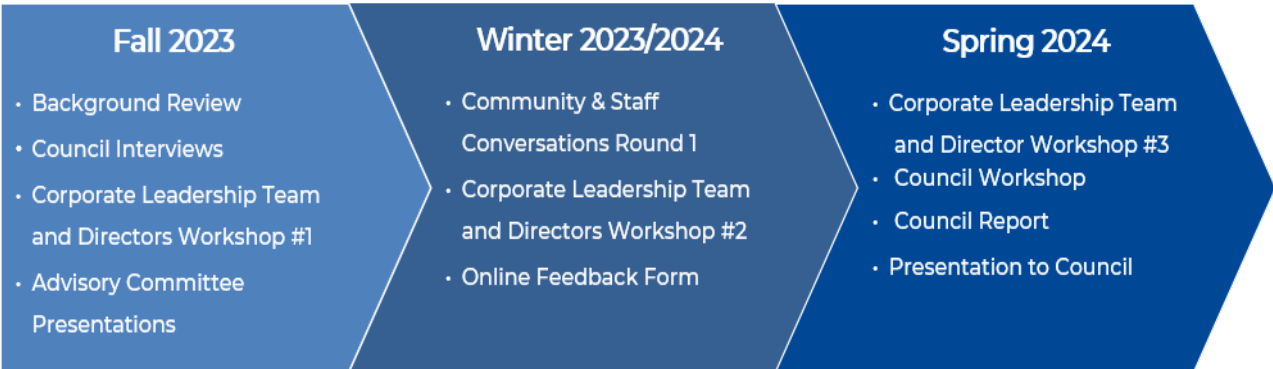 Fall 2023
• Background Review
• Council Interviews
• Corporate Leadership Team
and Directors Workshop #1
• Advisory Committee
Presentations
Winter 2023/2024
• Community & Staff
Conversations Round 1
• Corporate Leadership Team
and Directors Workshop #2
• Online Feedback Form
Spring 2024
• Corporate Leadership Team
and Director Workshop #3
• Council Workshop
• Council Report
• Presentation to Council